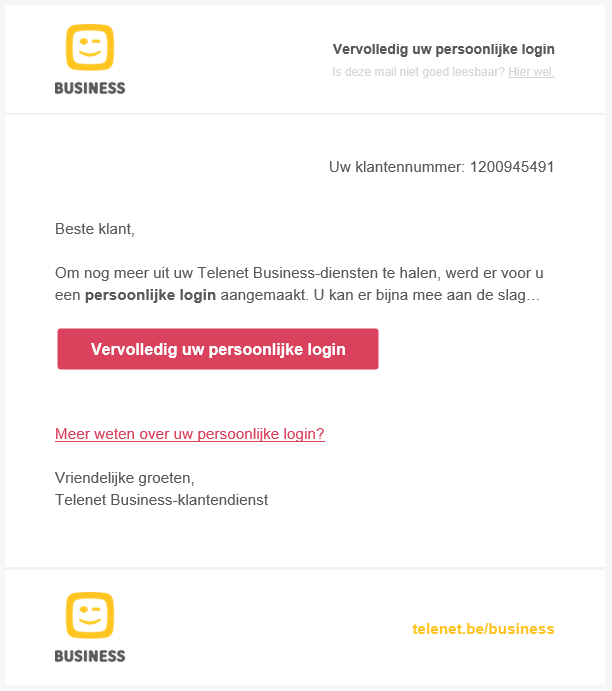 BUSINESS
Vervolledig uw persoonlijke login
Is deze mail niet goed leesbaar? Hier wel.
Uw klantennummer: 1200945491
Beste klant,
Om nog meer uit uw Telenet Business-diensten te halen, werd er voor u
een persoonlijke login aangemaakt. U kan er bijna mee aan de slag...
Vervolledig uw persoonlijke login
Meer weten over uw persoonlijke login?
Vriendelijke groeten,
Telenet Business-klantendienst
BUSINESS
telenet.be/business